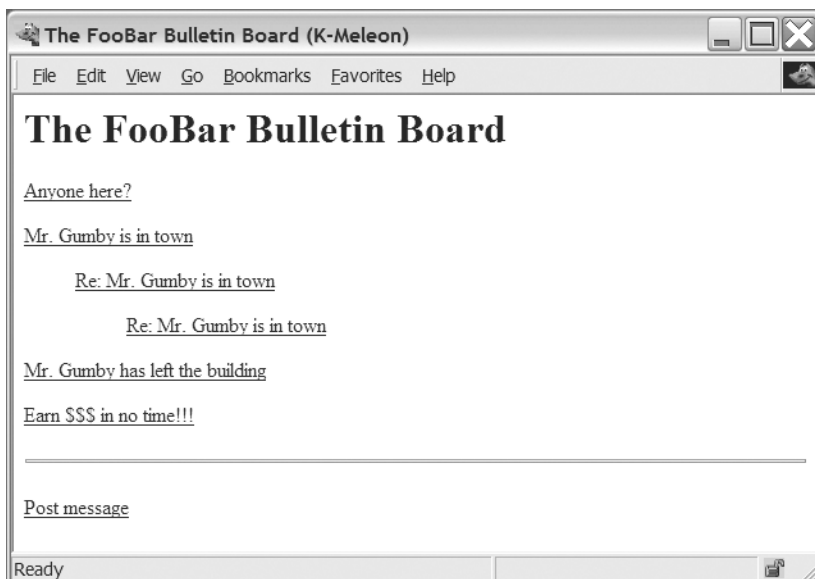 The FooBar Bulletin Board (K-Meleon)
File Edit View Go Bookmarks Favorites Help
The FooBar Bulletin Board
Anyone here?
Mr. Gumby is in town
Re: Mr. Gumby is in town
Re: Mr. Gumby is in town
Mr. Gumby has left the building
Earn $$$ in no time!!!
Post message
Ready